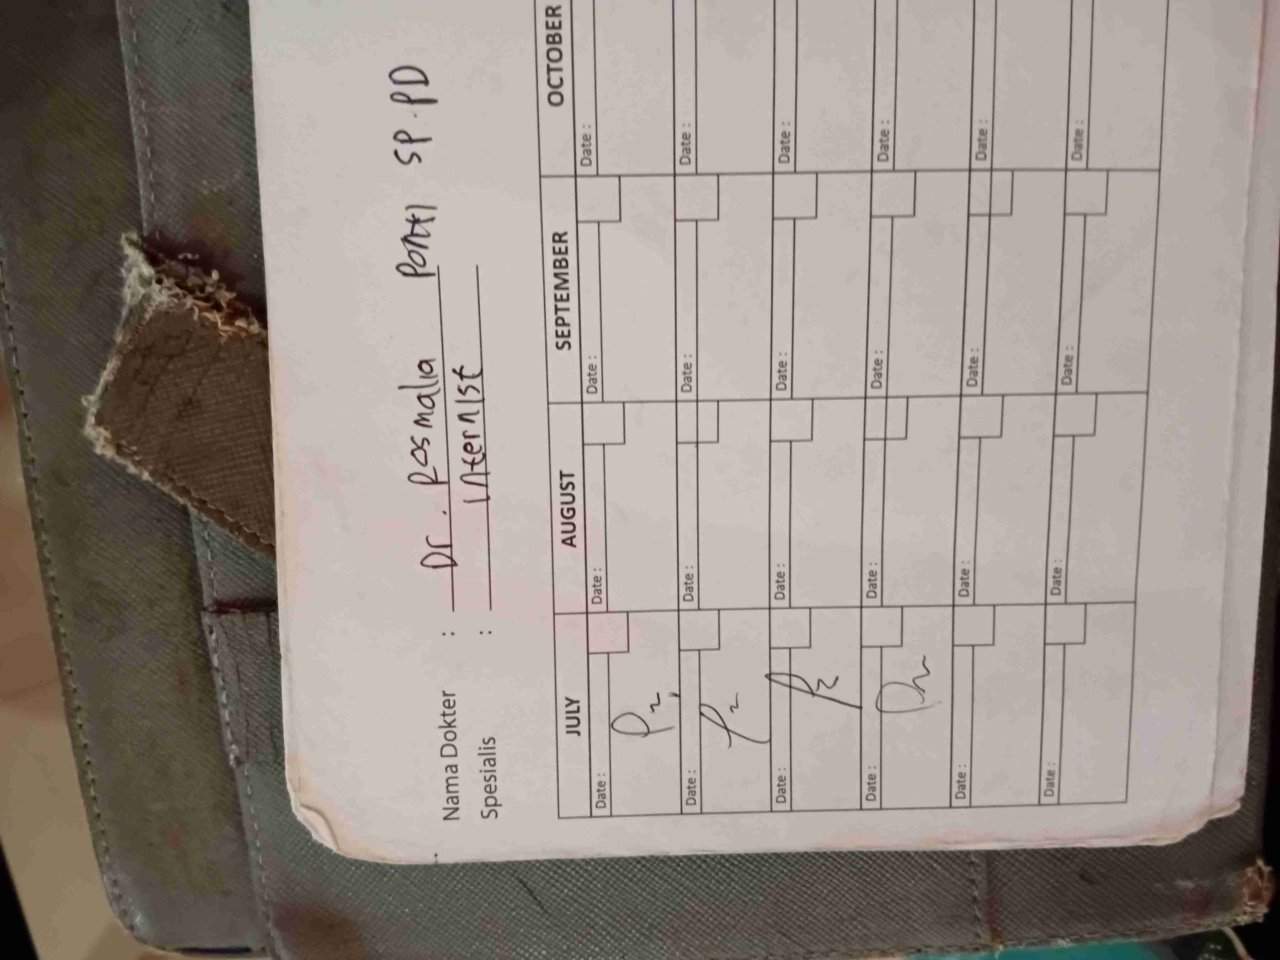 Nama Dokter : Dr. Rosmalia Ponti SP.PD
Spesialis : Internist
JULY AUGUST SEPTEMBER OCTOBER
Date : Date : Date : Date :
Date : Date : Date : Date :
Date : Date : Date : Date :
Date : Date : Date : Date :
Date : Date : Date : Date :
Date : Date : Date : Date :